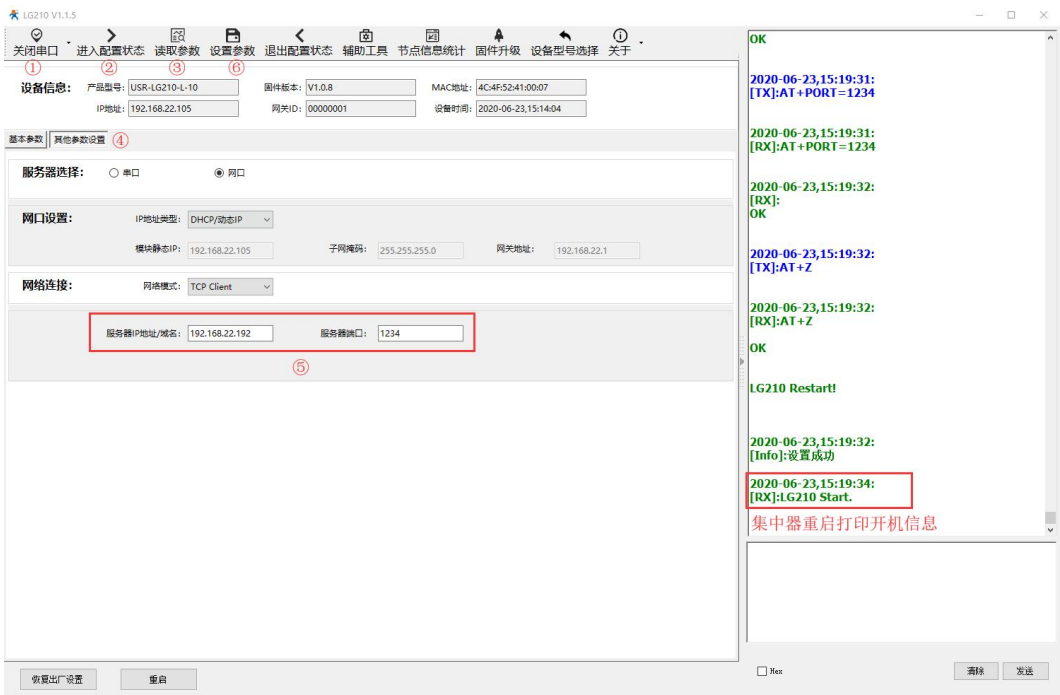 LG210 V1.1.5
关闭串口 进入配置状态 读取参数 设置参数 退出配置状态 辅助工具 节点信息统计 固件升级 设备型号选择 关于
① ② ③ ⑥
设备信息: 产品型号: USR-LG210-L-10 固件版本: V1.0.8 MAC地址: 4C:4F:52:41:00:07
IP地址: 192.168.22.105 网关ID: 00000001 设备时间: 2020-06-23,15:14:04
基本参数 其他参数设置 ④
服务器选择: 串口 网口
网口设置: IP地址类型: DHCP/动态IP
模块静态IP: 192.168.22.105 子网掩码: 255.255.255.0 网关地址: 192.168.22.1
网络连接: 网络模式: TCP Client
服务器IP地址/域名: 192.168.22.192 服务器端口: 1234
⑤
恢复出厂设置 重启
OK
2020-06-23,15:19:31:
[TX]:AT+PORT=1234
2020-06-23,15:19:31:
[RX]:AT+PORT=1234
2020-06-23,15:19:32:
[RX]:
OK
2020-06-23,15:19:32:
[TX]:AT+Z
2020-06-23,15:19:32:
[RX]:AT+Z
OK
LG210 Restart!
2020-06-23,15:19:32:
[Info]:设置成功
2020-06-23,15:19:34:
[RX]:LG210 Start.
集中器重启打印开机信息
Hex 清除 发送